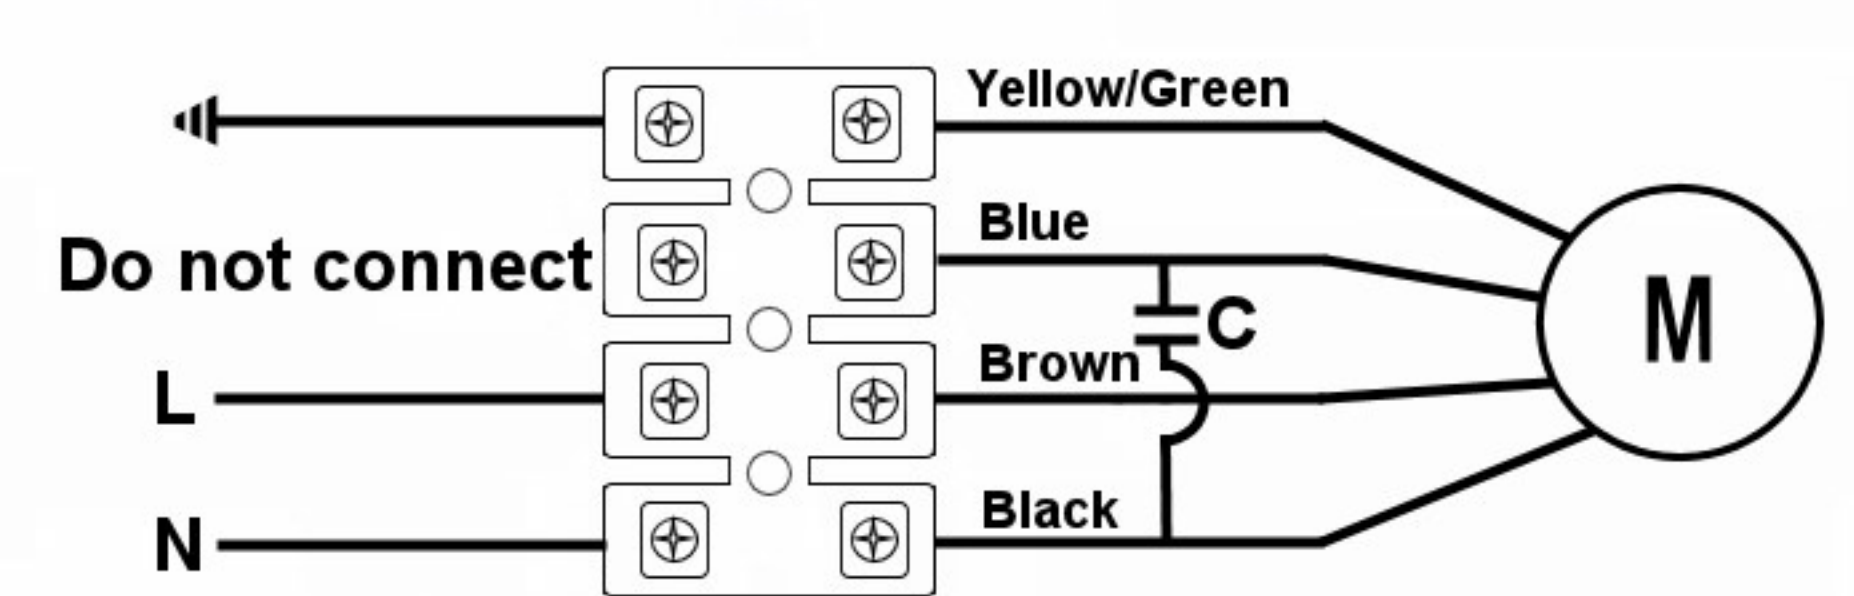 Yellow/Green
Blue
Do not connect
C
M
Brown
L
Black
N